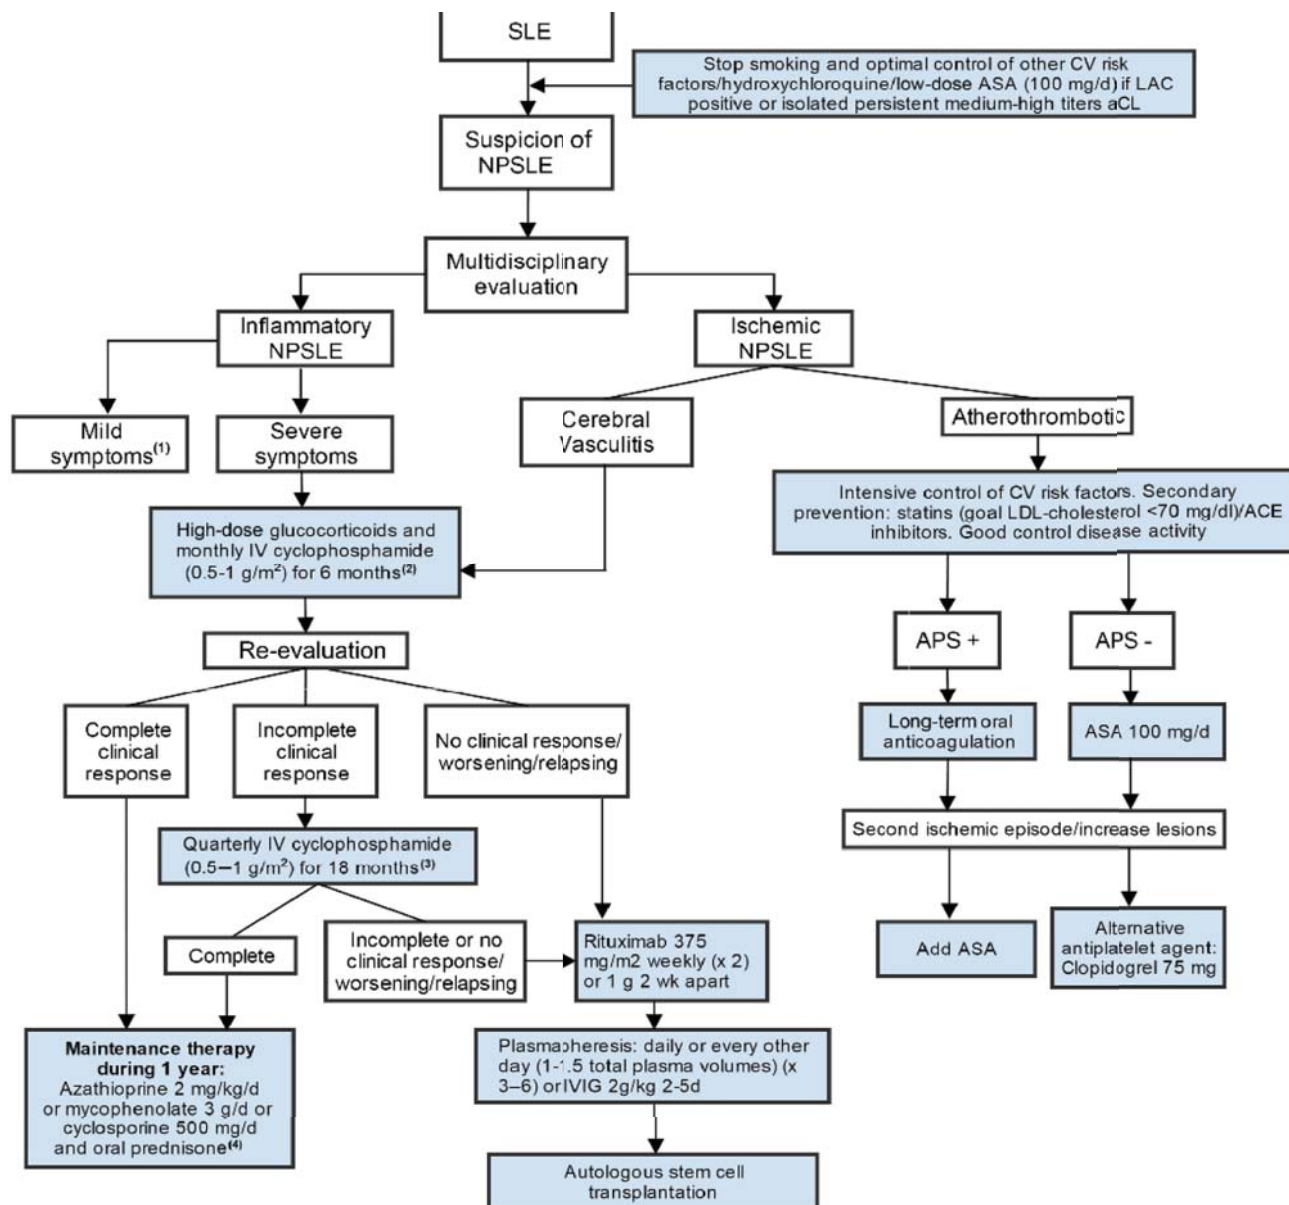 SLE
Stop smoking and optimal control of other CV risk
factors/hydroxychloroquine/low-dose ASA (100 mg/d) if LAC
positive or isolated persistent medium-high titers aCL
Suspicion of
NPSLE
Multidisciplinary
evaluation
Inflammatory
NPSLE
Ischemic
NPSLE
Mild
symptoms(1)
Severe
symptoms
Cerebral
Vasculitis
Atherothrombotic
Intensive control of CV risk factors. Secondary
prevention: statins (goal LDL-cholesterol <70 mg/dl)/ACE
inhibitors. Good control disease activity
High-dose glucocorticoids and
monthly IV cyclophosphamide
(0.5-1 g/m²) for 6 months(2)
Re-evaluation
APS +
APS -
Complete
clinical
response
Incomplete
clinical
response
No clinical response/
worsening/relapsing
Long-term oral
anticoagulation
ASA 100 mg/d
Second ischemic episode/increase lesions
Quarterly IV cyclophosphamide
(0.5–1 g/m²) for 18 months(3)
Complete
Incomplete or no
clinical response/
worsening/relapsing
Rituximab 375
mg/m2 weekly (x 2)
or 1 g 2 wk apart
Add ASA
Alternative
antiplatelet agent:
Clopidogrel 75 mg
Maintenance therapy
during 1 year:
Azathioprine 2 mg/kg/d
or mycophenolate 3 g/d or
cyclosporine 500 mg/d
and oral prednisone(4)
Plasmapheresis: daily or every other
day (1-1.5 total plasma volumes) (x
3–6) or IVIG 2g/kg 2-5d
Autologous stem cell
transplantation